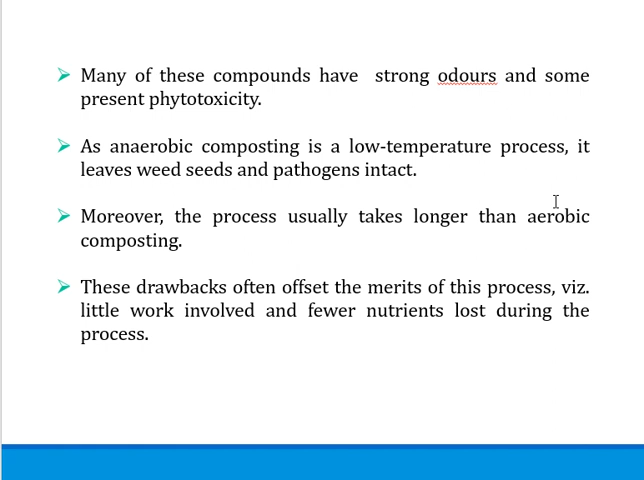 Many of these compounds have strong odours and some
present phytotoxicity.
As anaerobic composting is a low-temperature process, it
leaves weed seeds and pathogens intact.
Moreover, the process usually takes longer than aerobic
composting.
These drawbacks often offset the merits of this process, viz.
little work involved and fewer nutrients lost during the
process.